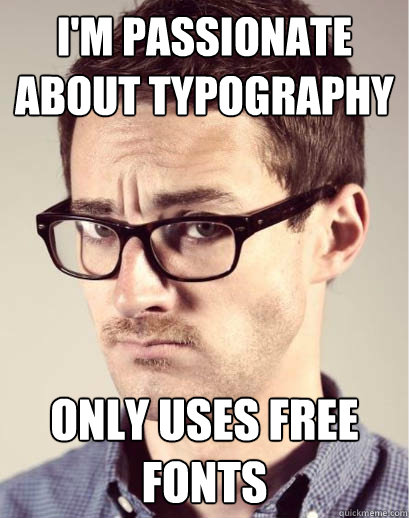 I'M PASSIONATE
ABOUT TYPOGRAPHY
ONLY USES FREE
FONTS
quickmeme.com